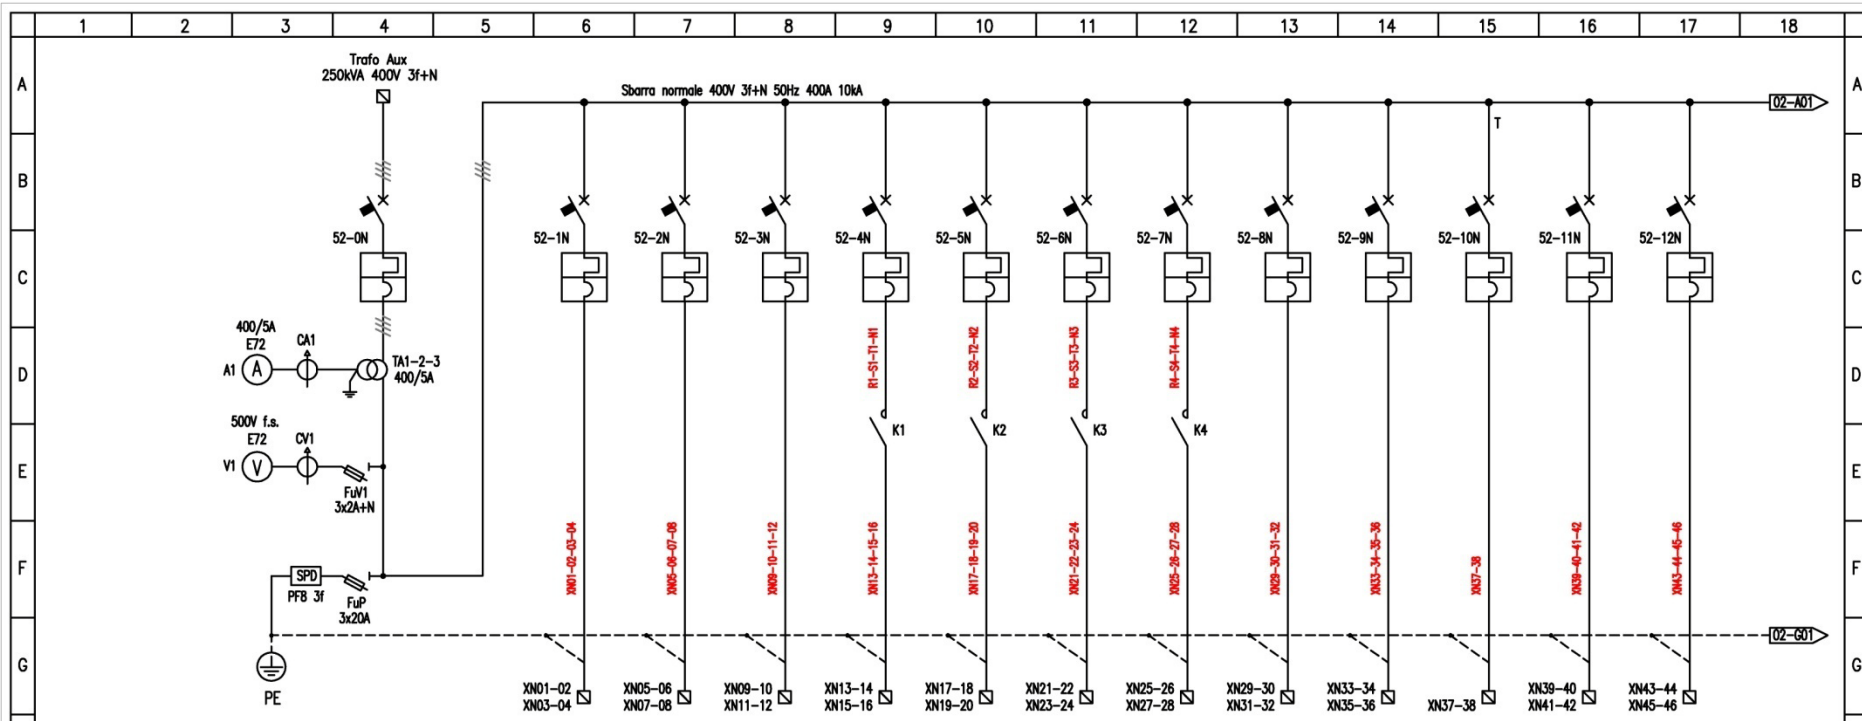 1 2 3 4 5 6 7 8 9 10 11 12 13 14 15 16 17 18
A A
Trafo Aux
250kVA 400V 3f+N
Sbarra normale 400V 3f+N 50Hz 400A 10kA
02-A01
T
B B
52-0N 52-1N 52-2N 52-3N 52-4N 52-5N 52-6N 52-7N 52-8N 52-9N 52-10N 52-11N 52-12N
C C
400/5A
E72
CA1
A1
A
TA1-2-3
400/5A
R1-S1-T1-N1
R2-S2-T2-N2
R3-S3-T3-N3
R4-S4-T4-N4
D D
K1 K2 K3 K4
500V f.s.
E72
CV1
V1
V
FuV1
3x2A+N
E E
XN01-02-03-04
XN05-06-07-08
XN09-10-11-12
XN13-14-15-16
XN17-18-19-20
XN21-22-23-24
XN25-26-27-28
XN29-30-31-32
XN33-34-35-36
XN37-38
XN39-40-41-42
XN43-44-45-46
F F
SPD
PF8 3f
FuP
3x20A
02-G01
G G
PE
XN01-02
XN03-04
XN05-06
XN07-08
XN09-10
XN11-12
XN13-14
XN15-16
XN17-18
XN19-20
XN21-22
XN23-24
XN25-26
XN27-28
XN29-30
XN31-32
XN33-34
XN35-36
XN37-38
XN39-40
XN41-42
XN43-44
XN45-46